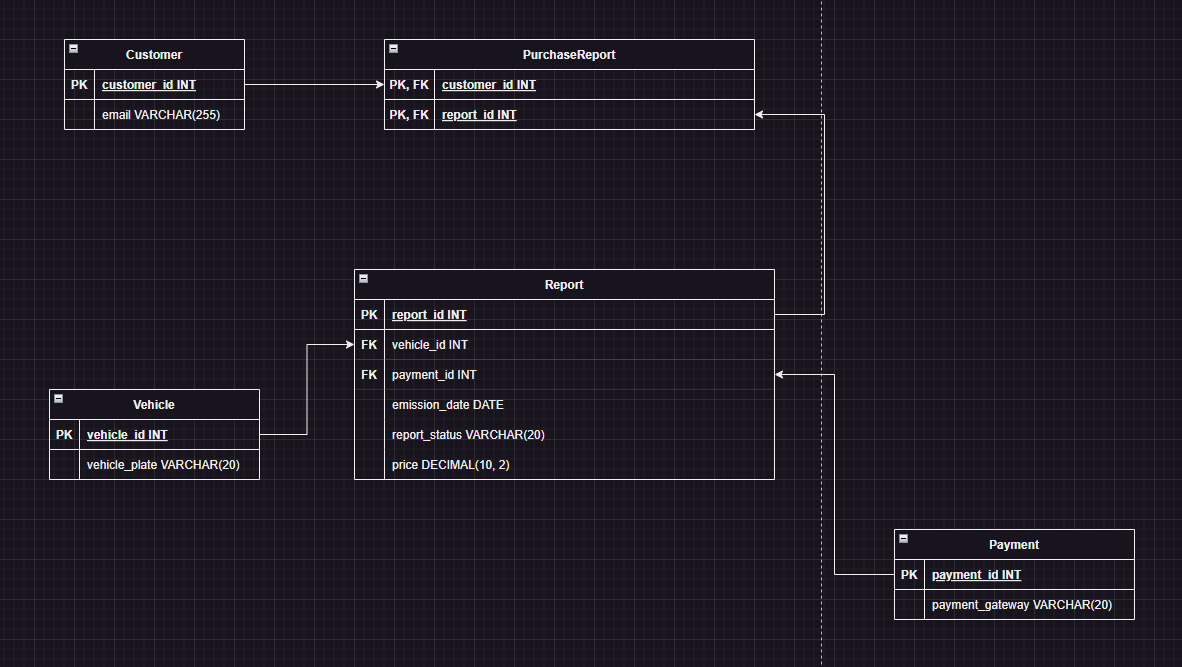 Customer
PK customer_id INT
email VARCHAR(255)
PurchaseReport
PK, FK customer_id INT
PK, FK report_id INT
Report
PK report_id INT
FK vehicle_id INT
FK payment_id INT
emission_date DATE
report_status VARCHAR(20)
price DECIMAL(10, 2)
Vehicle
PK vehicle_id INT
vehicle_plate VARCHAR(20)
Payment
PK payment_id INT
payment_gateway VARCHAR(20)